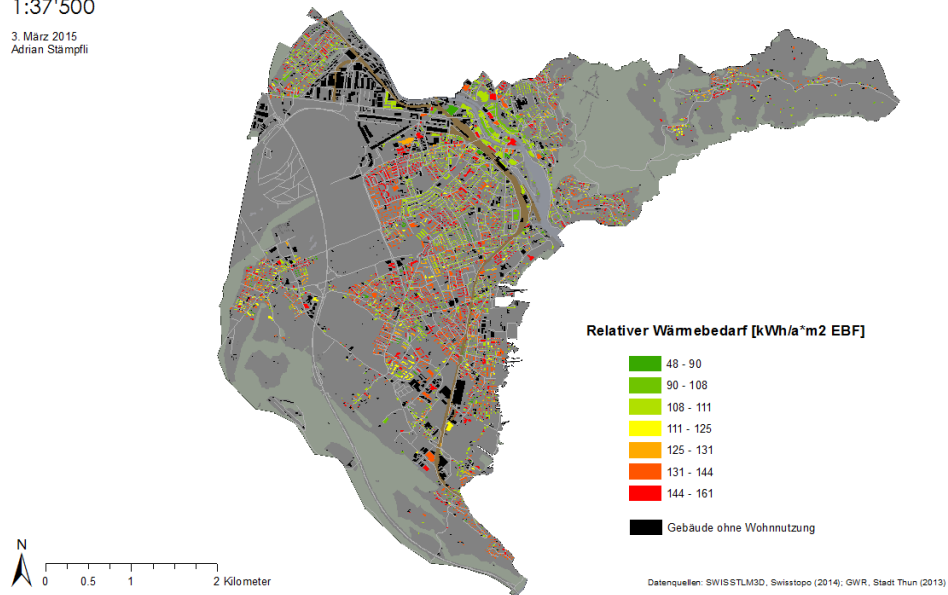 1:37'500
3. März 2015
Adrian Stämpfli
Relativer Wärmebedarf [kWh/a*m2 EBF]
48 - 90
90 - 108
108 - 111
111 - 125
125 - 131
131 - 144
144 - 161
Gebäude ohne Wohnnutzung
N
0 0.5 1 2 Kilometer
Datenquellen: SWISSTLM3D, Swisstopo (2014); GWR, Stadt Thun (2013)